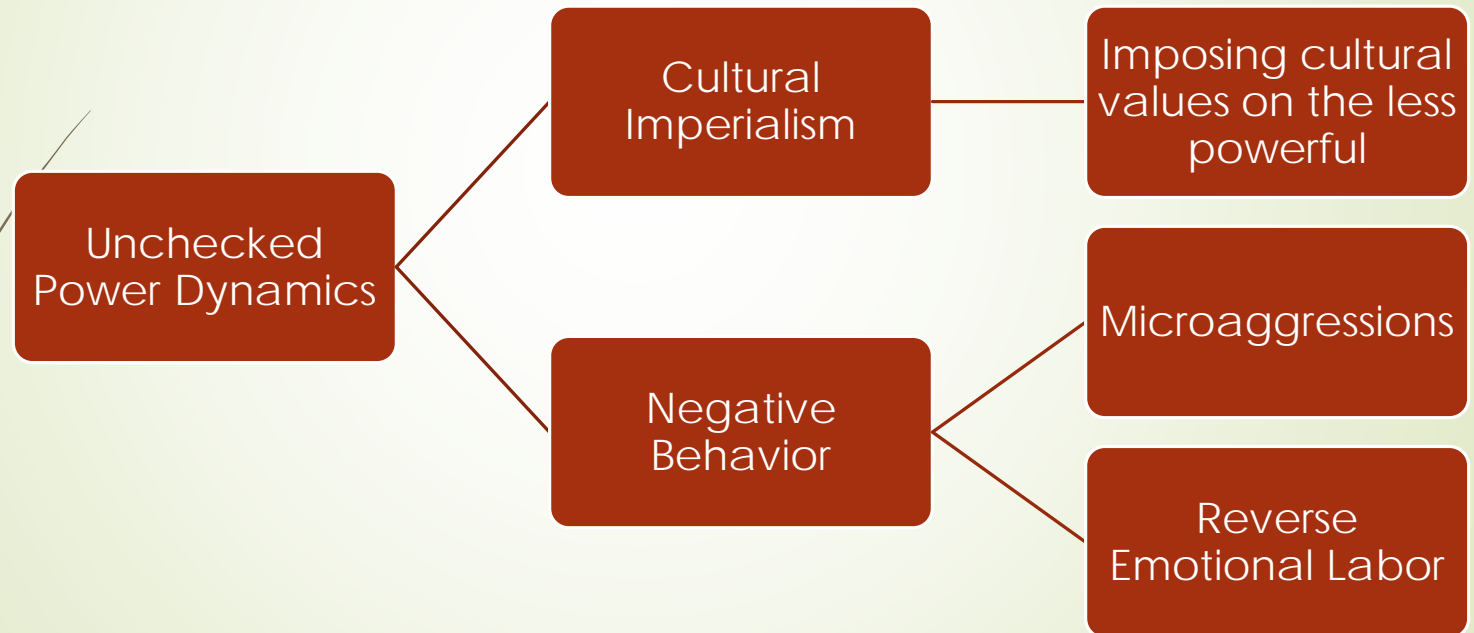 Unchecked
Power Dynamics
Cultural
Imperialism
Imposing cultural
values on the less
powerful
Negative
Behavior
Microaggressions
Reverse
Emotional Labor